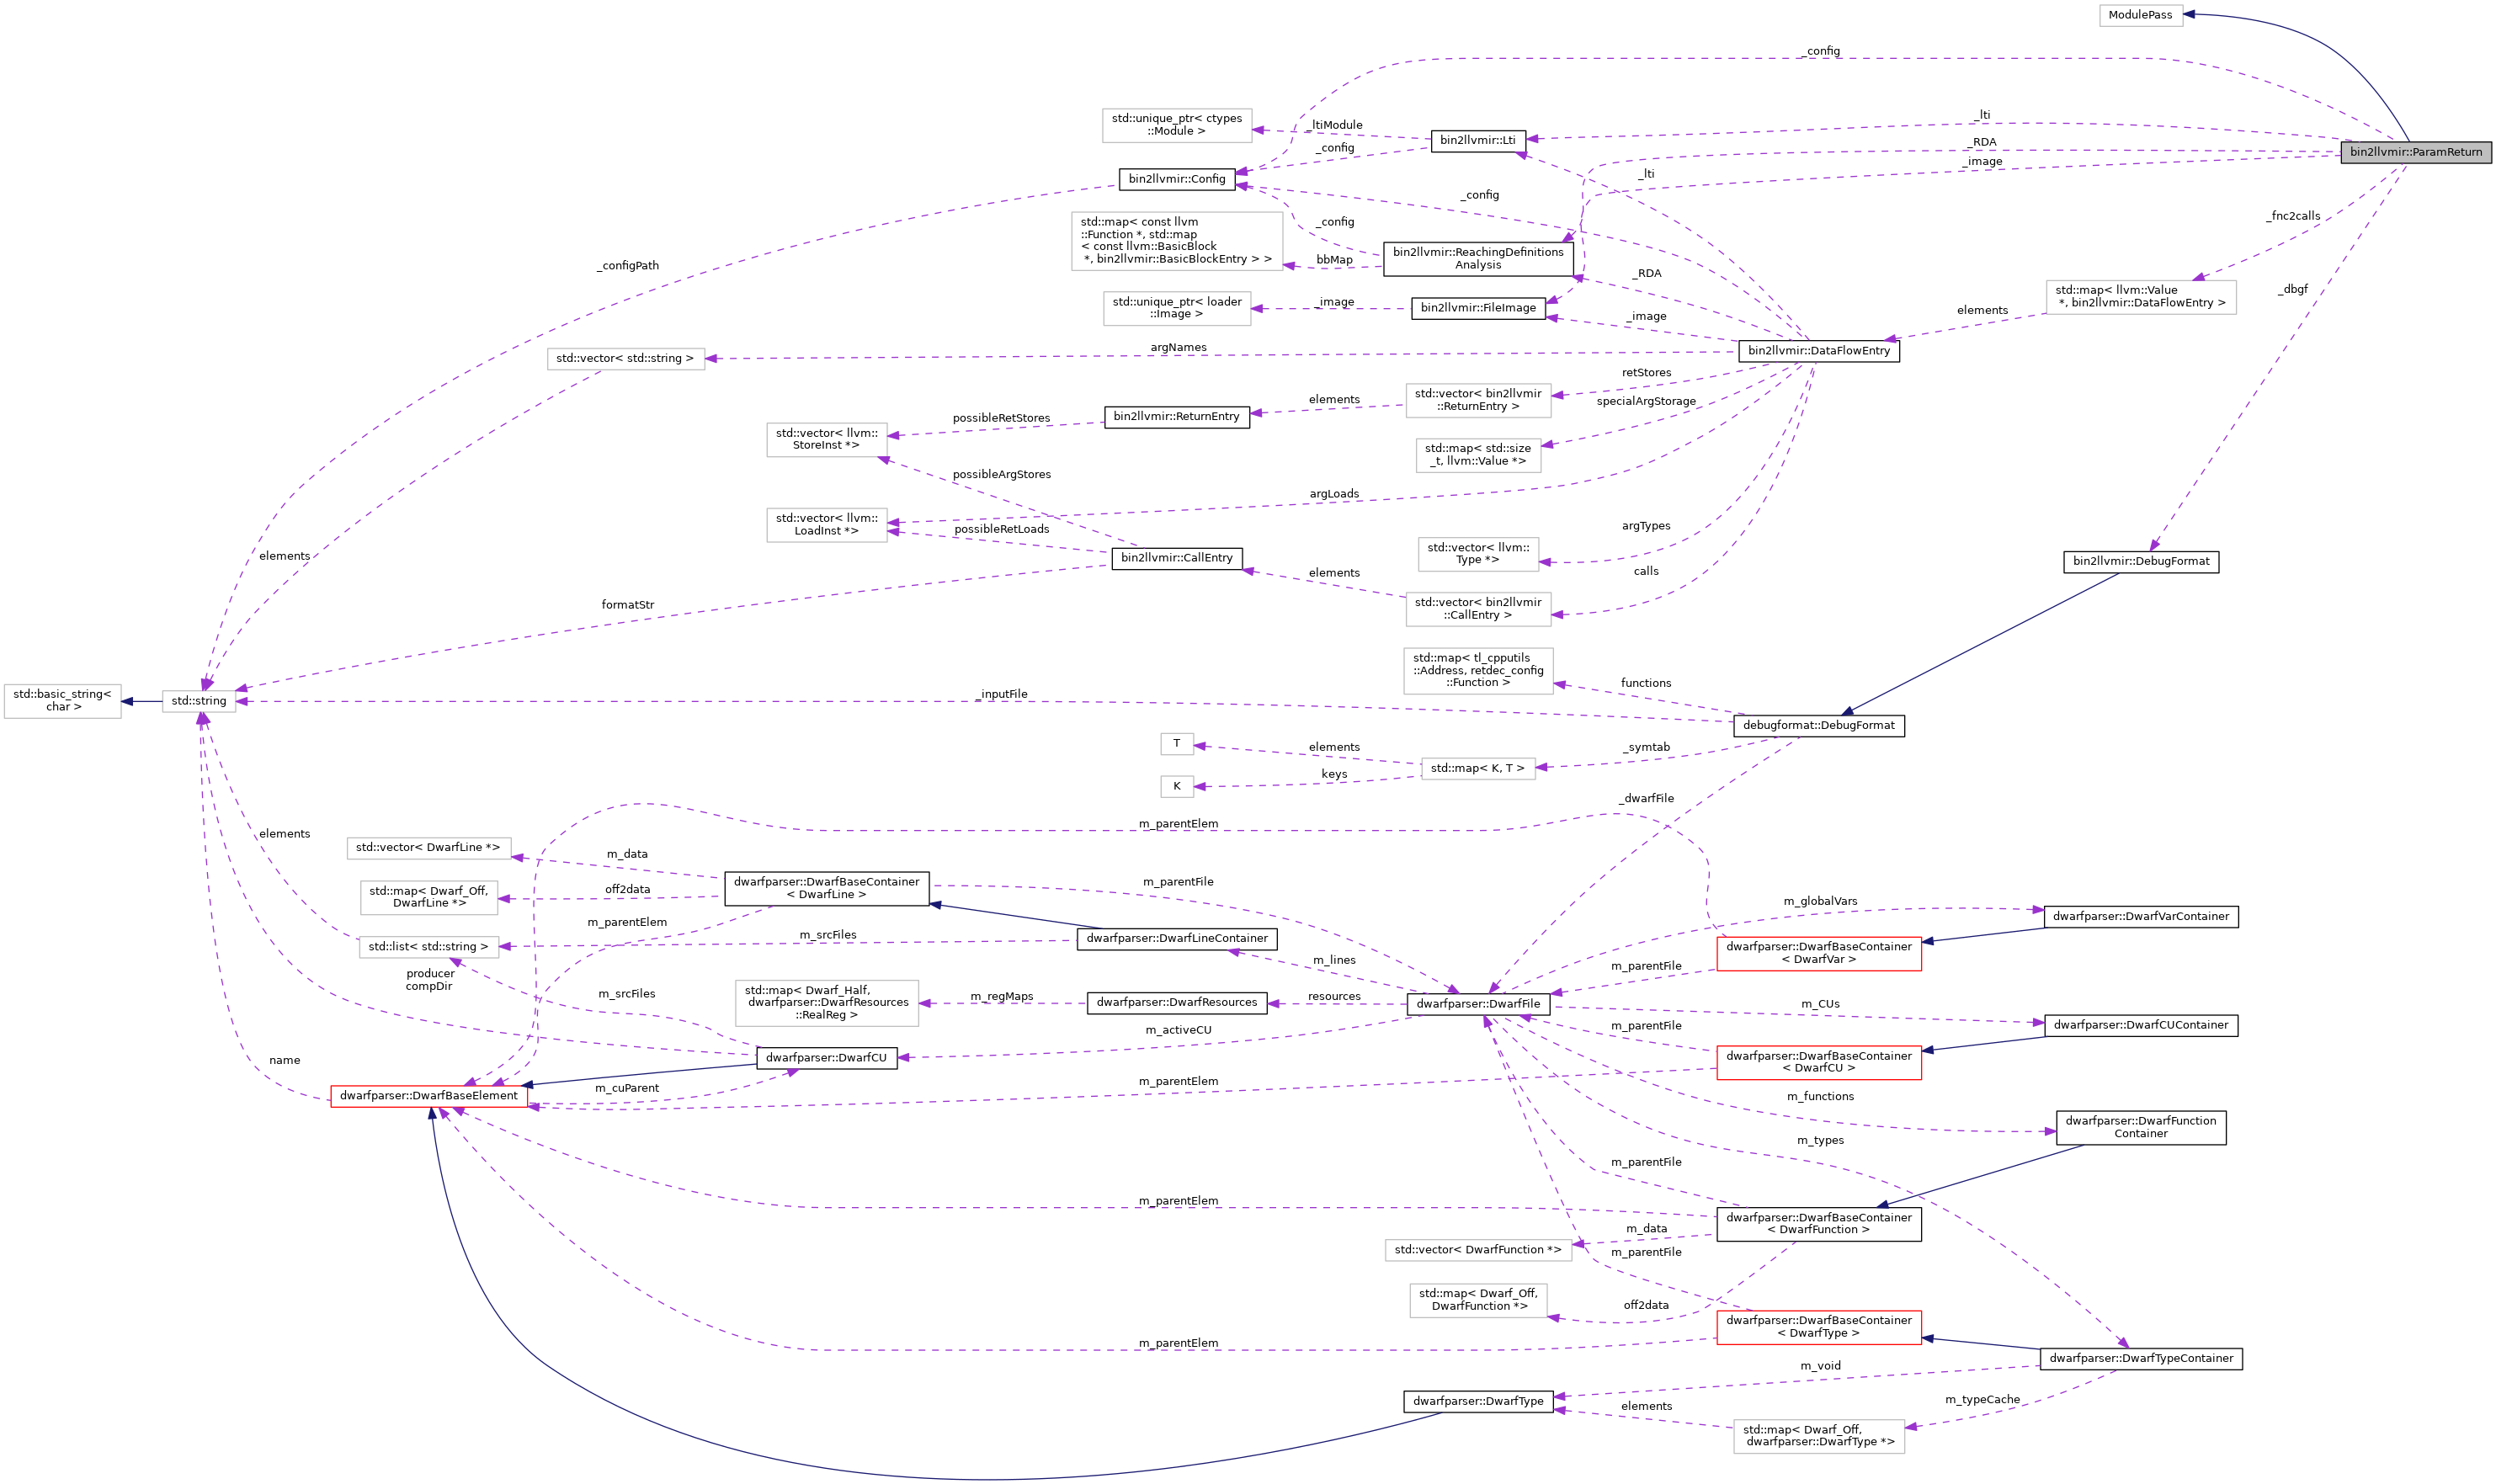 ModulePass
_config
std::unique_ptr< ctypes
::Module >
_ltiModule
bin2llvmir::Lti
_lti
_RDA
bin2llvmir::ParamReturn
_config
_image
bin2llvmir::Config
_lti
_config
_fnc2calls
std::map< const llvm
::Function *, std::map
< const llvm::BasicBlock
*, bin2llvmir::BasicBlockEntry > >
_config
bbMap
bin2llvmir::ReachingDefinitions
Analysis
_configPath
_RDA
_dbgf
std::map< llvm::Value
*, bin2llvmir::DataFlowEntry >
std::unique_ptr< loader
::Image >
_image
bin2llvmir::FileImage
_image
elements
std::vector< std::string >
argNames
bin2llvmir::DataFlowEntry
retStores
std::vector< bin2llvmir
::ReturnEntry >
elements
specialArgStorage
bin2llvmir::ReturnEntry
possibleRetStores
std::vector< llvm::
StoreInst *>
std::map< std::size
_t, llvm::Value *>
possibleArgStores
argLoads
std::vector< llvm::
LoadInst *>
possibleRetLoads
argTypes
elements
bin2llvmir::CallEntry
std::vector< llvm::
Type *>
bin2llvmir::DebugFormat
elements
calls
formatStr
std::vector< bin2llvmir
::CallEntry >
std::map< tl_cpputils
::Address, retdec_config
::Function >
functions
std::basic_string<
char >
std::string
_inputFile
debugformat::DebugFormat
T
elements
_symtab
std::map< K, T >
K
keys
_dwarfFile
m_parentElem
elements
std::vector< DwarfLine *>
m_data
dwarfparser::DwarfBaseContainer
< DwarfLine >
m_parentFile
std::map< Dwarf_Off,
DwarfLine *>
off2data
m_globalVars
dwarfparser::DwarfVarContainer
m_parentElem
m_srcFiles
dwarfparser::DwarfLineContainer
std::list< std::string >
dwarfparser::DwarfBaseContainer
< DwarfVar >
m_lines
m_parentFile
producer
compDir
m_srcFiles
std::map< Dwarf_Half,
dwarfparser::DwarfResources
::RealReg >
m_regMaps
dwarfparser::DwarfResources
resources
dwarfparser::DwarfFile
m_CUs
m_activeCU
m_parentFile
dwarfparser::DwarfCUContainer
name
dwarfparser::DwarfCU
dwarfparser::DwarfBaseContainer
< DwarfCU >
m_cuParent
m_parentElem
dwarfparser::DwarfBaseElement
m_functions
dwarfparser::DwarfFunction
Container
m_types
m_parentFile
m_parentElem
dwarfparser::DwarfBaseContainer
< DwarfFunction >
m_data
std::vector< DwarfFunction *>
m_parentFile
std::map< Dwarf_Off,
DwarfFunction *>
off2data
dwarfparser::DwarfBaseContainer
< DwarfType >
m_parentElem
dwarfparser::DwarfTypeContainer
m_void
dwarfparser::DwarfType
m_typeCache
elements
std::map< Dwarf_Off,
dwarfparser::DwarfType *>